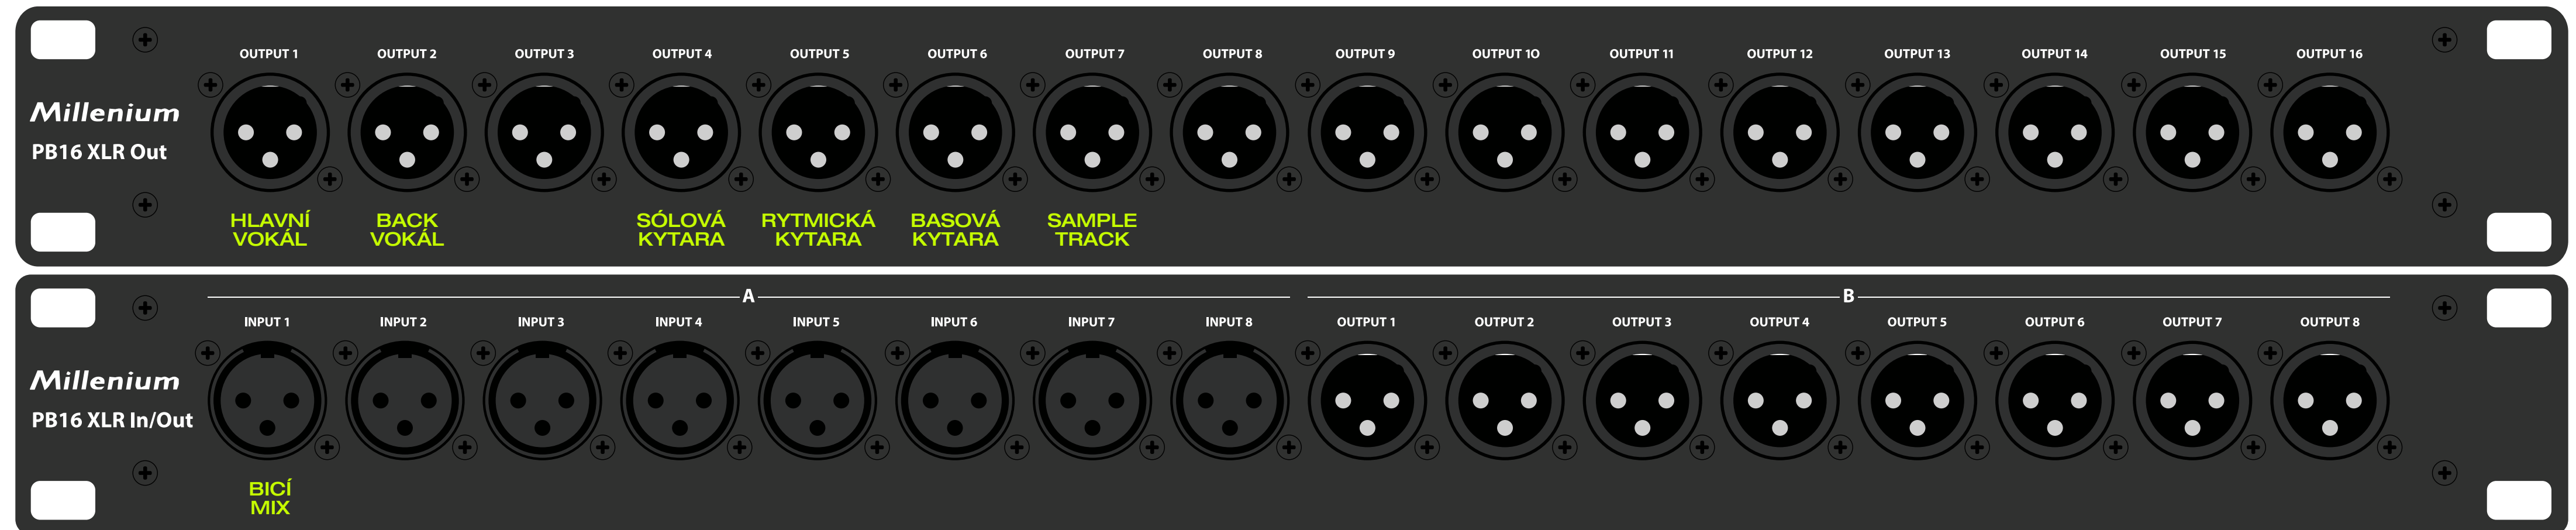 OUTPUT 1 OUTPUT 2 OUTPUT 3 OUTPUT 4 OUTPUT 5 OUTPUT 6 OUTPUT 7 OUTPUT 8 OUTPUT 9 OUTPUT 10 OUTPUT 11 OUTPUT 12 OUTPUT 13 OUTPUT 14 OUTPUT 15 OUTPUT 16
Millenium
PB16 XLR Out
HLAVNÍ BACK SÓLOVÁ RYTMICKÁ BASOVÁ SAMPLE
VOKÁL VOKÁL KYTARA KYTARA KYTARA TRACK
A B
INPUT 1 INPUT 2 INPUT 3 INPUT 4 INPUT 5 INPUT 6 INPUT 7 INPUT 8 OUTPUT 1 OUTPUT 2 OUTPUT 3 OUTPUT 4 OUTPUT 5 OUTPUT 6 OUTPUT 7 OUTPUT 8
Millenium
PB16 XLR In/Out
BICÍ
MIX